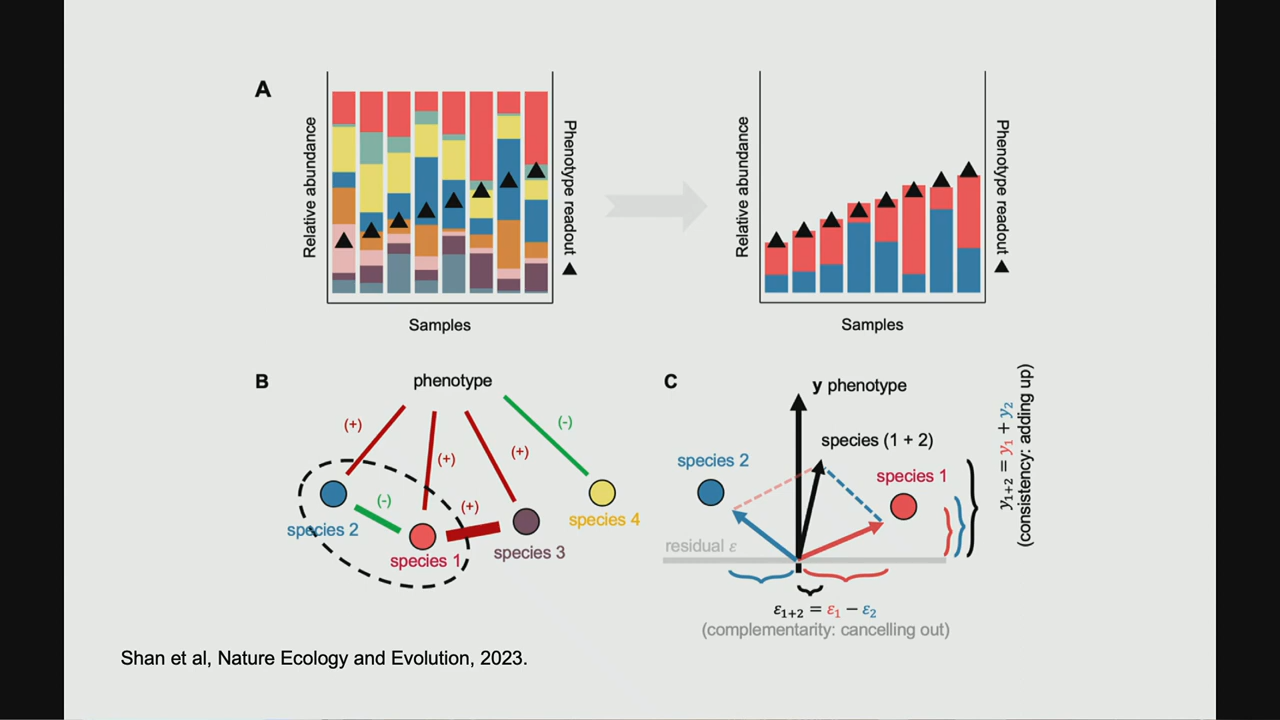 A
Relative abundance
Phenotype readout ▲
Samples
Relative abundance
Phenotype readout ▲
Samples
B
phenotype
(+)
(+)
(+)
(-)
(-)
(+)
species 2
species 1
species 3
species 4
C
y phenotype
species (1 + 2)
species 2
species 1
residual ε
ε₁₊₂ = ε₁ − ε₂
(complementarity: cancelling out)
y₁₊₂ = y₁ + y₂
(consistency: adding up)
Shan et al, Nature Ecology and Evolution, 2023.